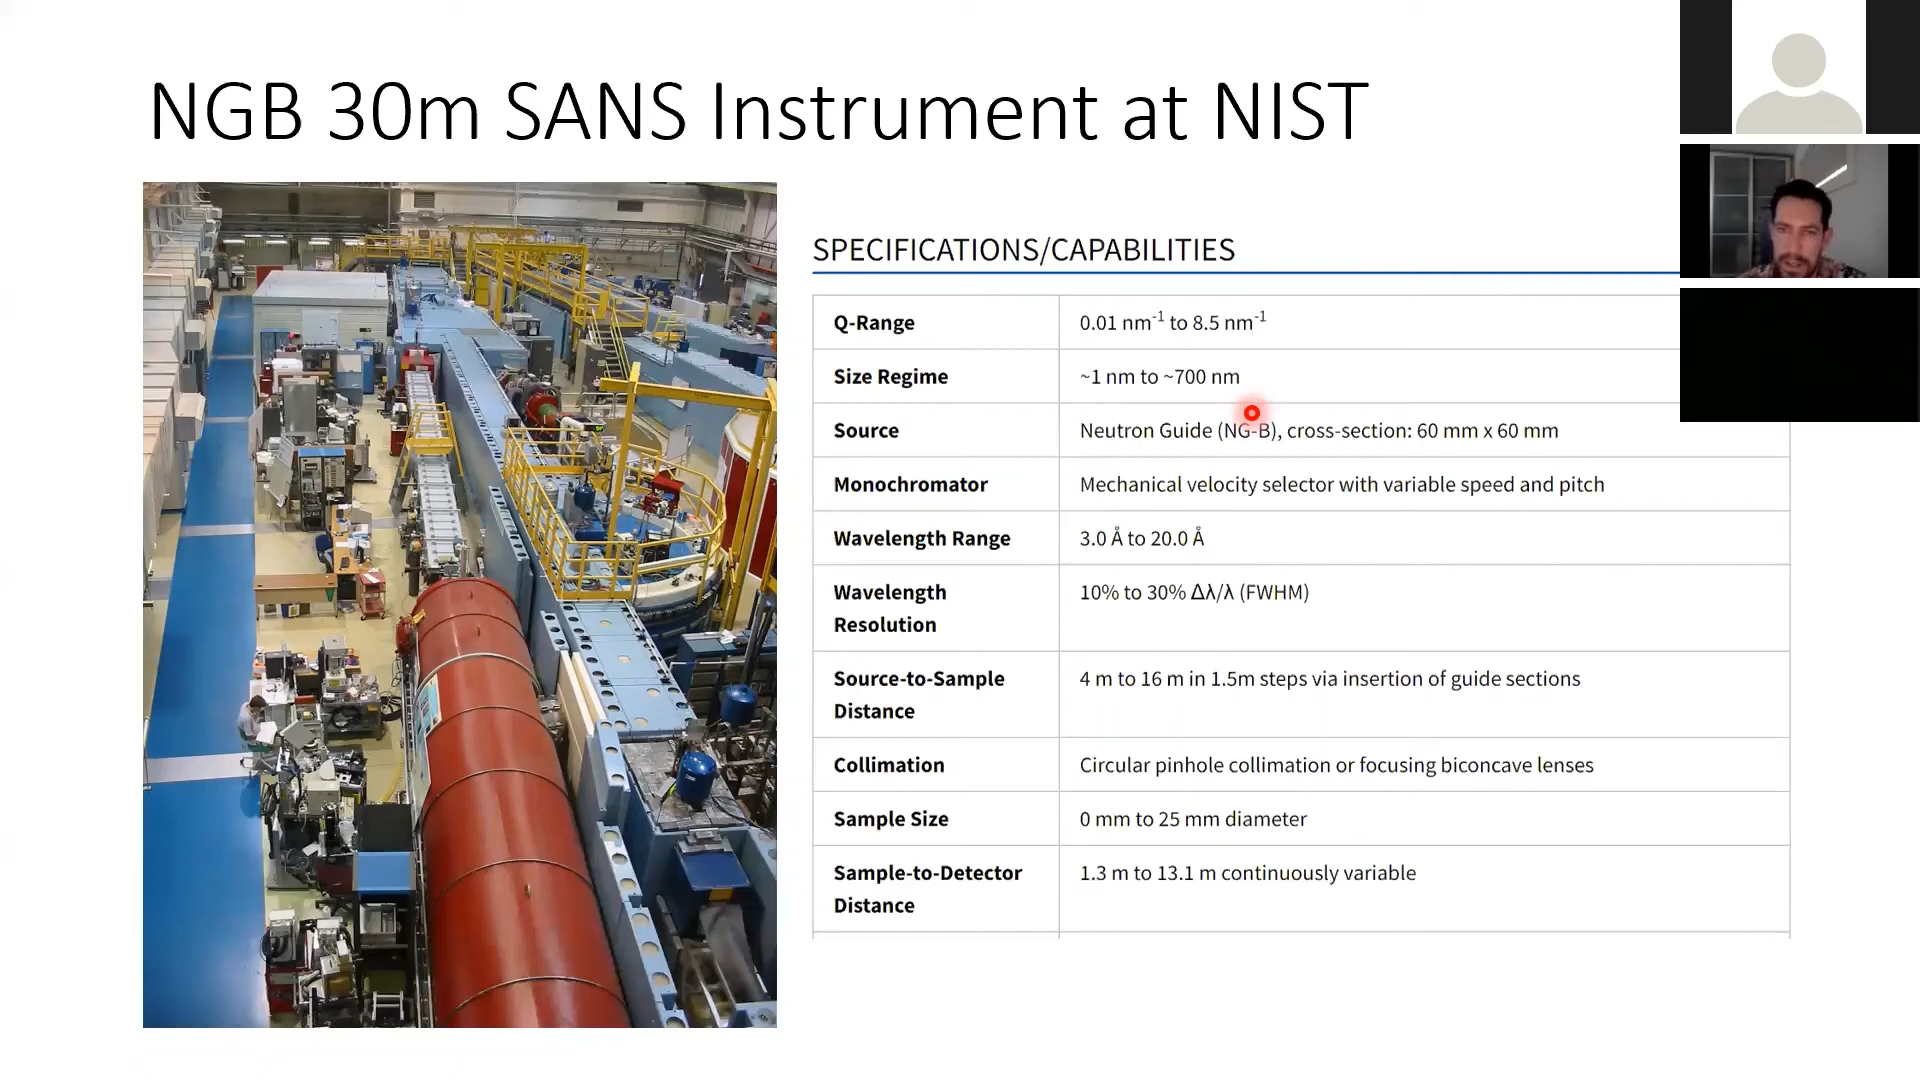 NGB 30m SANS Instrument at NIST
SPECIFICATIONS/CAPABILITIES
Q-Range 0.01 nm⁻¹ to 8.5 nm⁻¹
Size Regime ~1 nm to ~700 nm
Source Neutron Guide (NG-B), cross-section: 60 mm x 60 mm
Monochromator Mechanical velocity selector with variable speed and pitch
Wavelength Range 3.0 Å to 20.0 Å
Wavelength 10% to 30% Δλ/λ (FWHM)
Resolution
Source-to-Sample 4 m to 16 m in 1.5m steps via insertion of guide sections
Distance
Collimation Circular pinhole collimation or focusing biconcave lenses
Sample Size 0 mm to 25 mm diameter
Sample-to-Detector 1.3 m to 13.1 m continuously variable
Distance